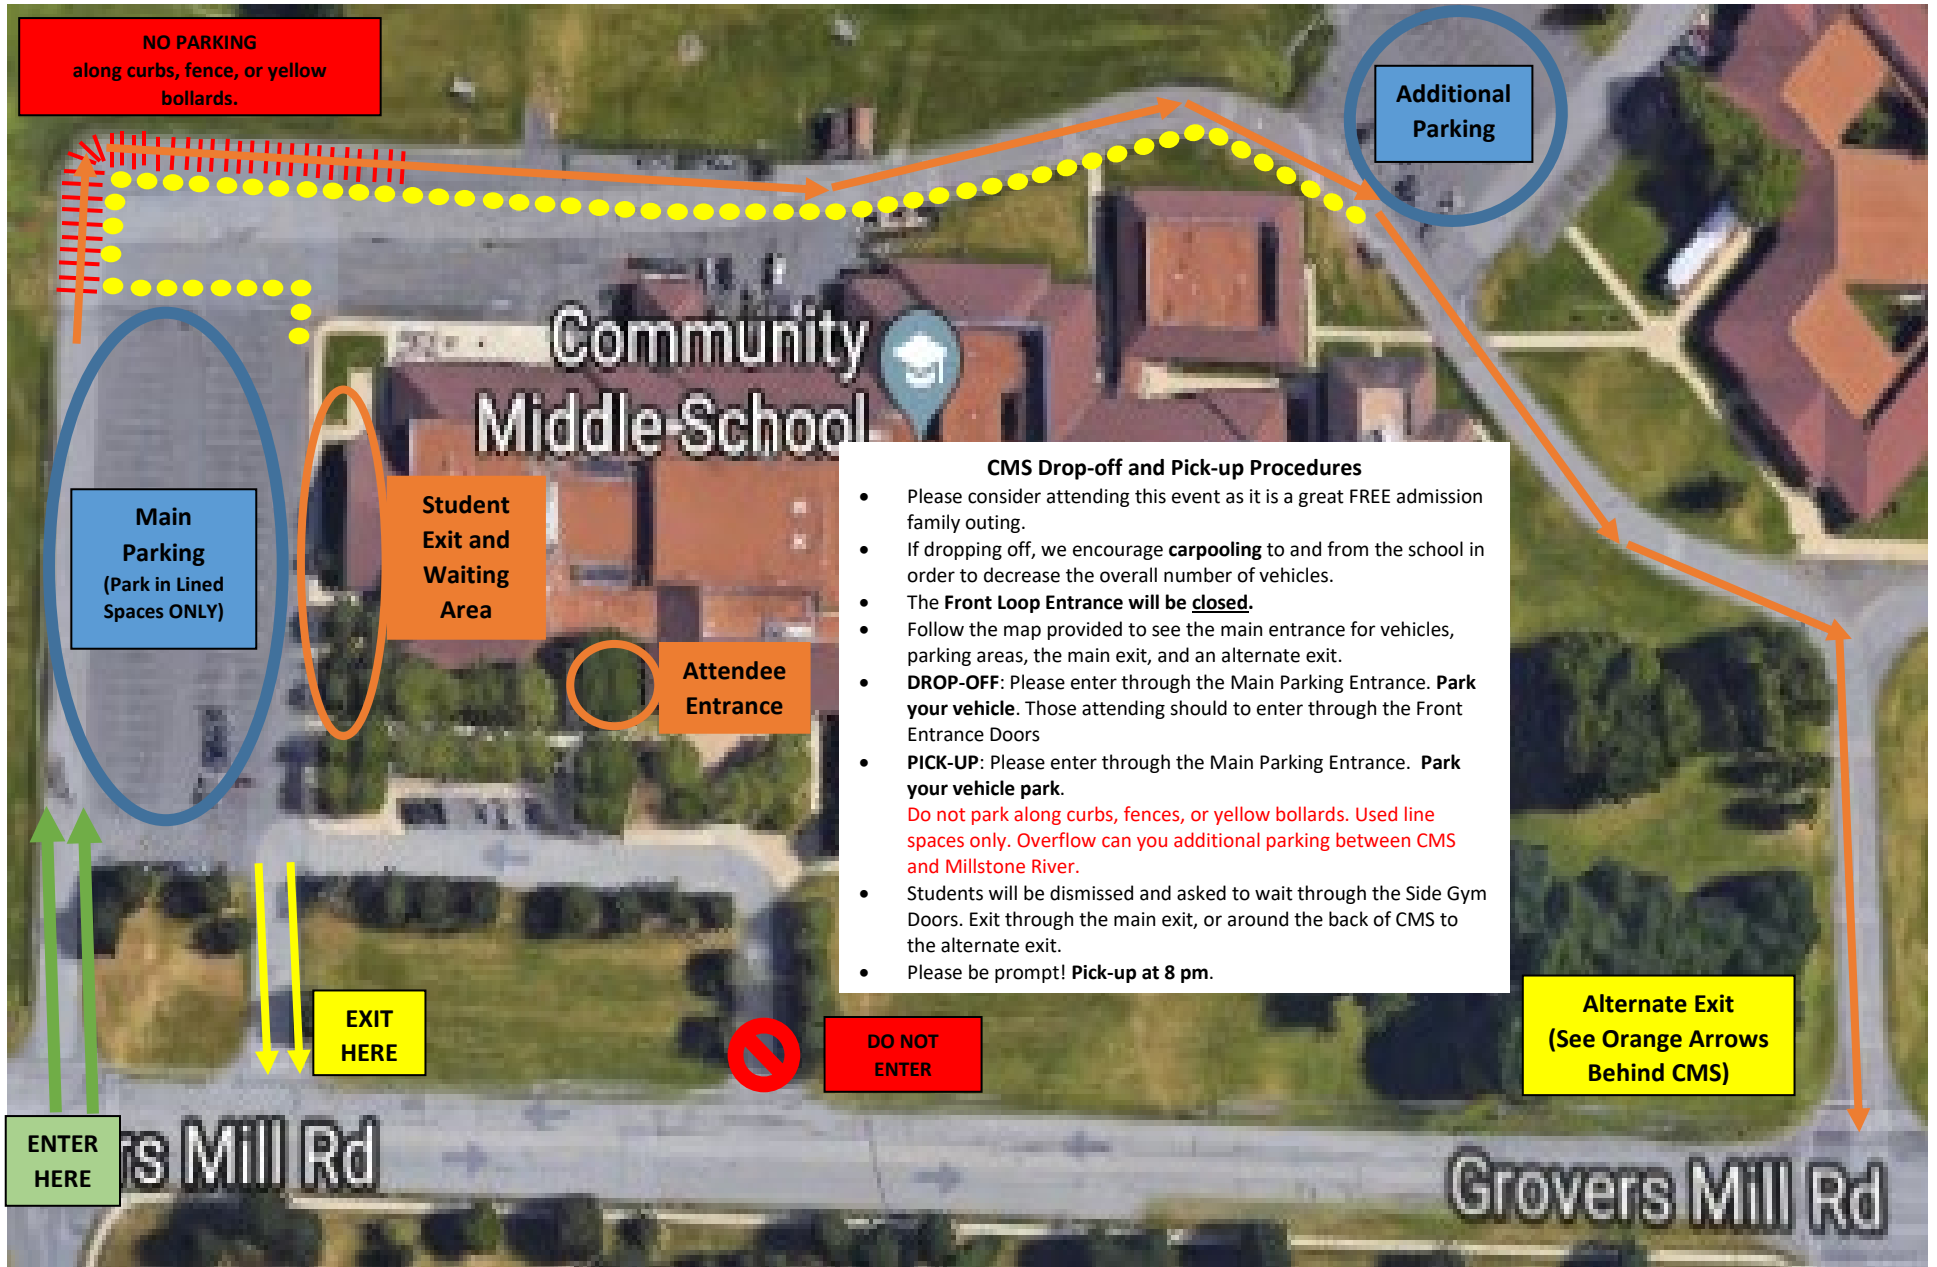 NO PARKING
along curbs, fence, or yellow
bollards.
Additional
Parking
Community
Middle School
Main
Parking
(Park in Lined
Spaces ONLY)
Student
Exit and
Waiting
Area
Attendee
Entrance
CMS Drop-off and Pick-up Procedures
• Please consider attending this event as it is a great FREE admission
family outing.
• If dropping off, we encourage carpooling to and from the school in
order to decrease the overall number of vehicles.
• The Front Loop Entrance will be closed.
• Follow the map provided to see the main entrance for vehicles,
parking areas, the main exit, and an alternate exit.
• DROP-OFF: Please enter through the Main Parking Entrance. Park
your vehicle. Those attending should to enter through the Front
Entrance Doors
• PICK-UP: Please enter through the Main Parking Entrance. Park
your vehicle park.
Do not park along curbs, fences, or yellow bollards. Used line
spaces only. Overflow can you additional parking between CMS
and Millstone River.
• Students will be dismissed and asked to wait through the Side Gym
Doors. Exit through the main exit, or around the back of CMS to
the alternate exit.
• Please be prompt! Pick-up at 8 pm.
EXIT
HERE
DO NOT
ENTER
Alternate Exit
(See Orange Arrows
Behind CMS)
ENTER
HERE
rs Mill Rd
Grovers Mill Rd